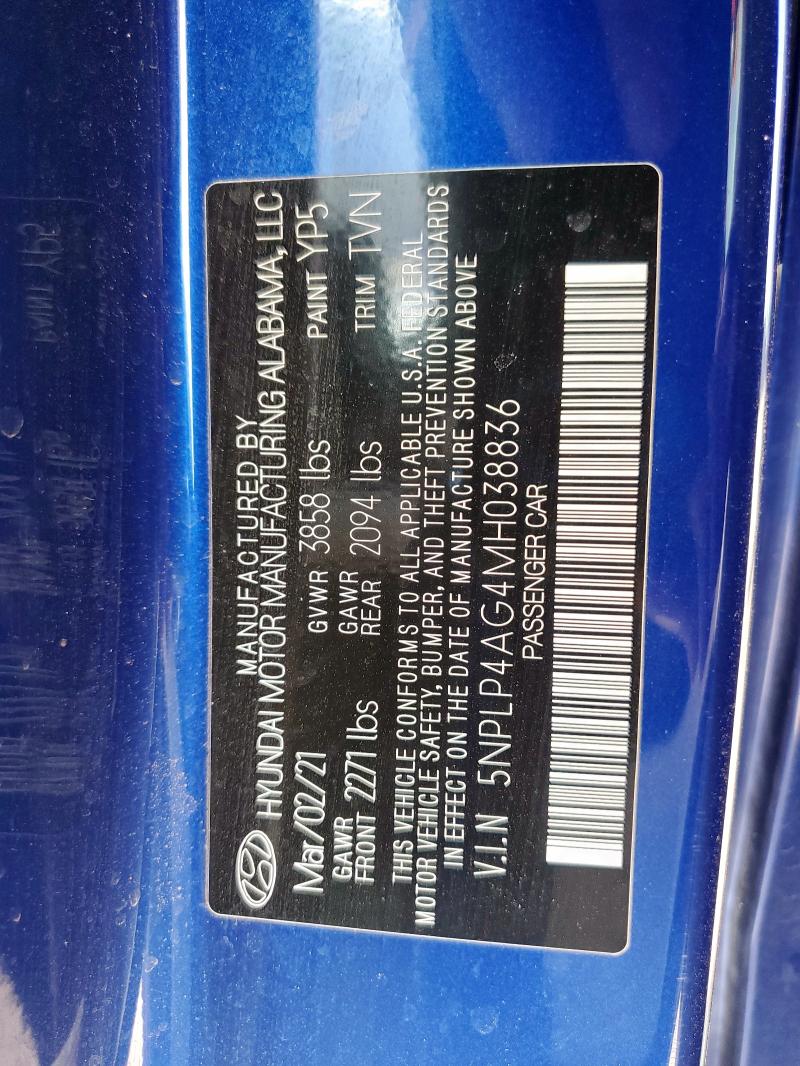 MANUFACTURED BY
HYUNDAI MOTOR MANUFACTURING ALABAMA, LLC
Mar/02/21 GVWR 3858 lbs PAINT YP5
GAWR FRONT 2271 lbs GAWR REAR 2094 lbs TRIM TVN
THIS VEHICLE CONFORMS TO ALL APPLICABLE U.S.A. FEDERAL
MOTOR VEHICLE SAFETY, BUMPER, AND THEFT PREVENTION STANDARDS
IN EFFECT ON THE DATE OF MANUFACTURE SHOWN ABOVE
V.I.N 5NPLP4AG4MH038836
PASSENGER CAR